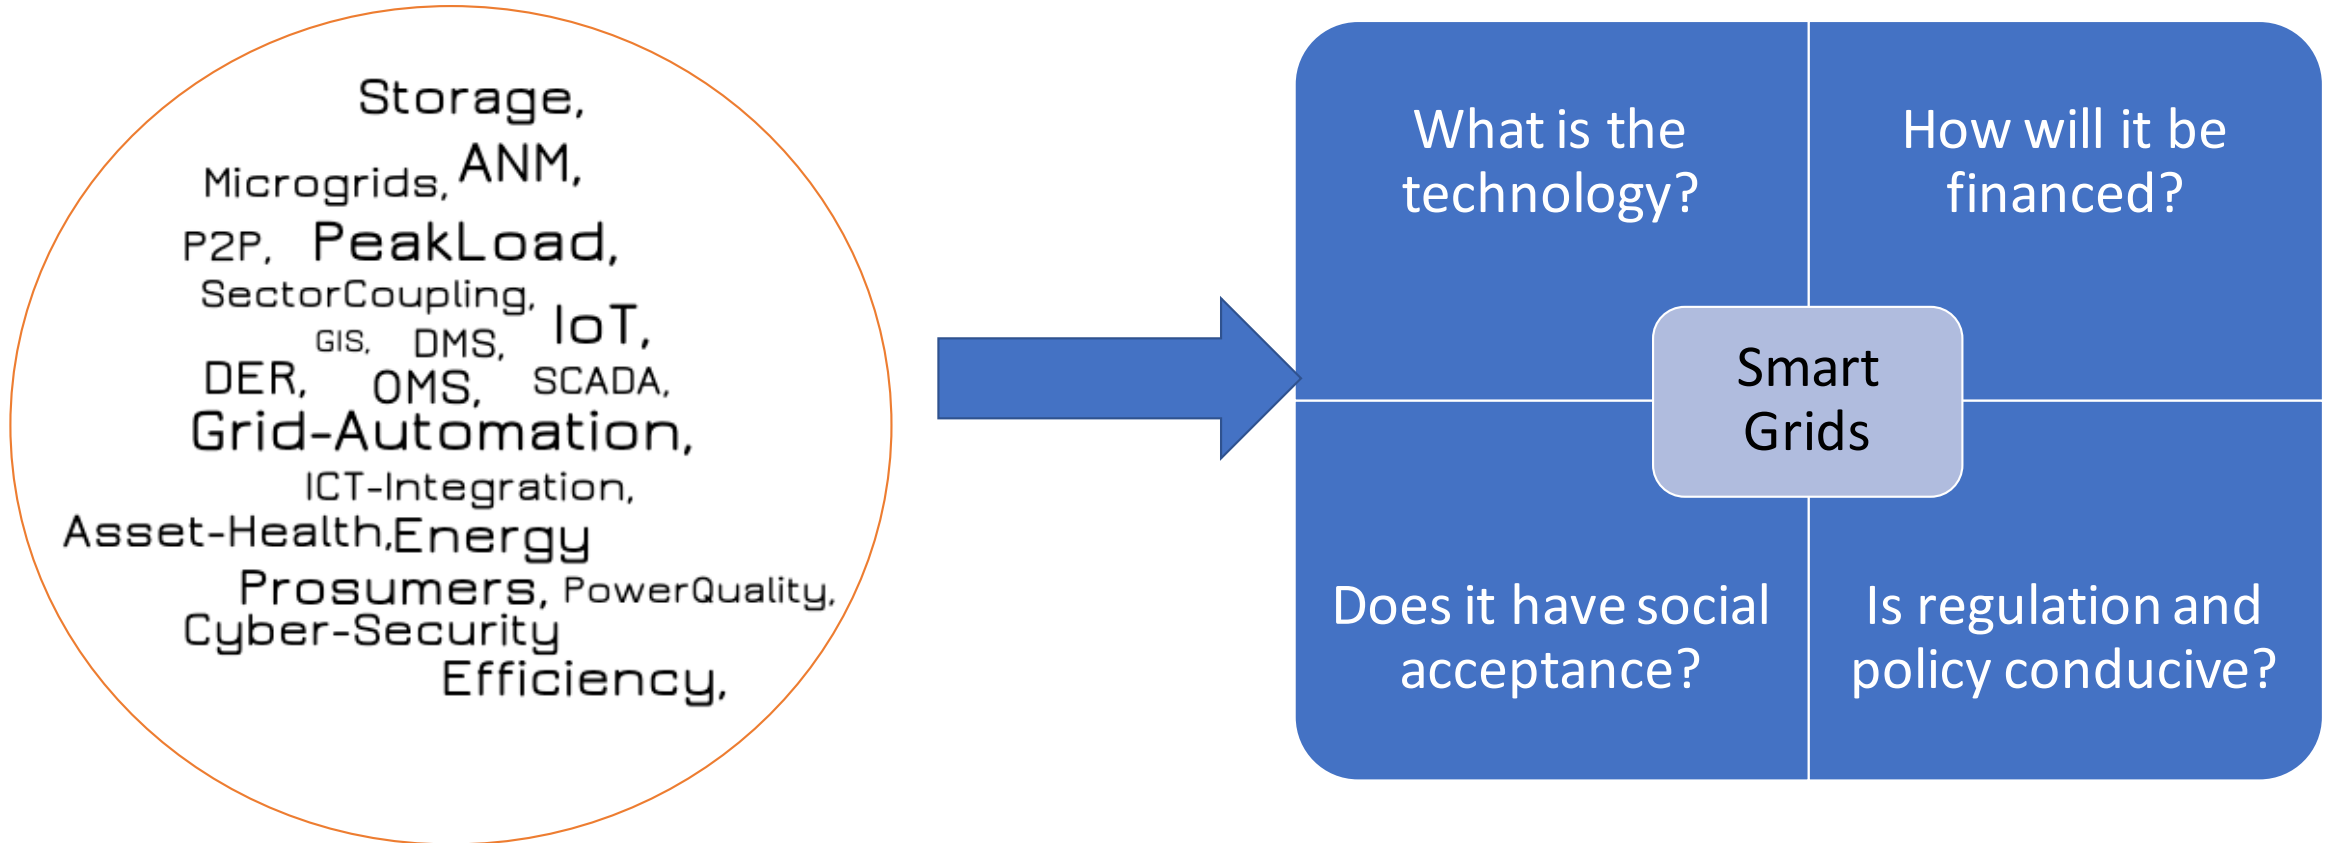 Storage,
Microgrids, ANM,
P2P, PeakLoad,
SectorCoupling,
IoT,
GIS, DMS,
DER, OMS, SCADA,
Grid-Automation,
ICT-Integration,
Asset-Health, Energy
Prosumers, PowerQuality,
Cyber-Security
Efficiency,
What is the
technology?
How will it be
financed?
Smart
Grids
Does it have social
acceptance?
Is regulation and
policy conducive?